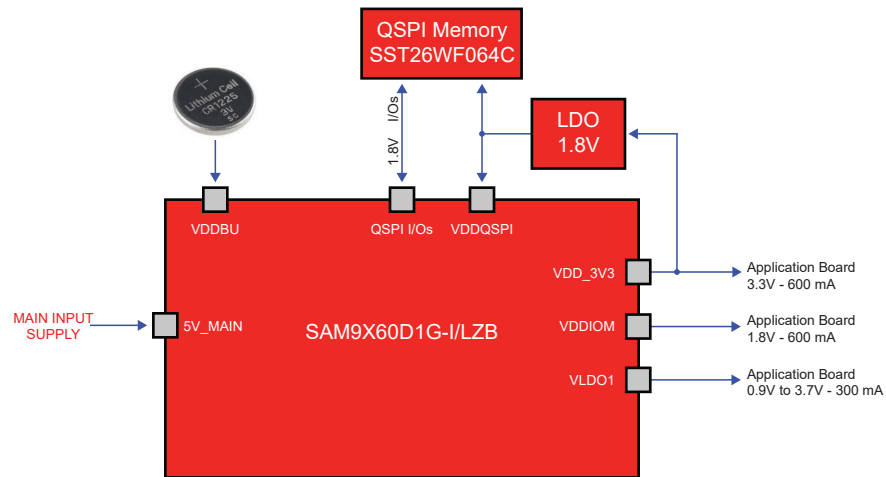 QSPI Memory
SST26WF064C
Lithium Cell
CR1225
3V
SC
1.8V I/Os
LDO
1.8V
VDDBU
QSPI I/Os
VDDQSPI
VDD_3V3
Application Board
3.3V - 600 mA
MAIN INPUT
SUPPLY
5V_MAIN
SAM9X60D1G-I/LZB
VDDIOM
Application Board
1.8V - 600 mA
VLDO1
Application Board
0.9V to 3.7V - 300 mA